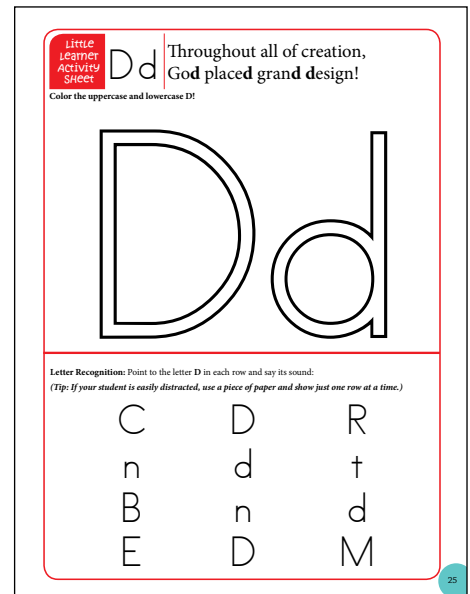 Little
Learner
Activity
Sheet
Dd
Throughout all of creation,
God placed grand design!
Color the uppercase and lowercase D!
Dd
Letter Recognition: Point to the letter D in each row and say its sound:
(Tip: If your student is easily distracted, use a piece of paper and show just one row at a time.)
C D R
n d t
B n d
E D M
25